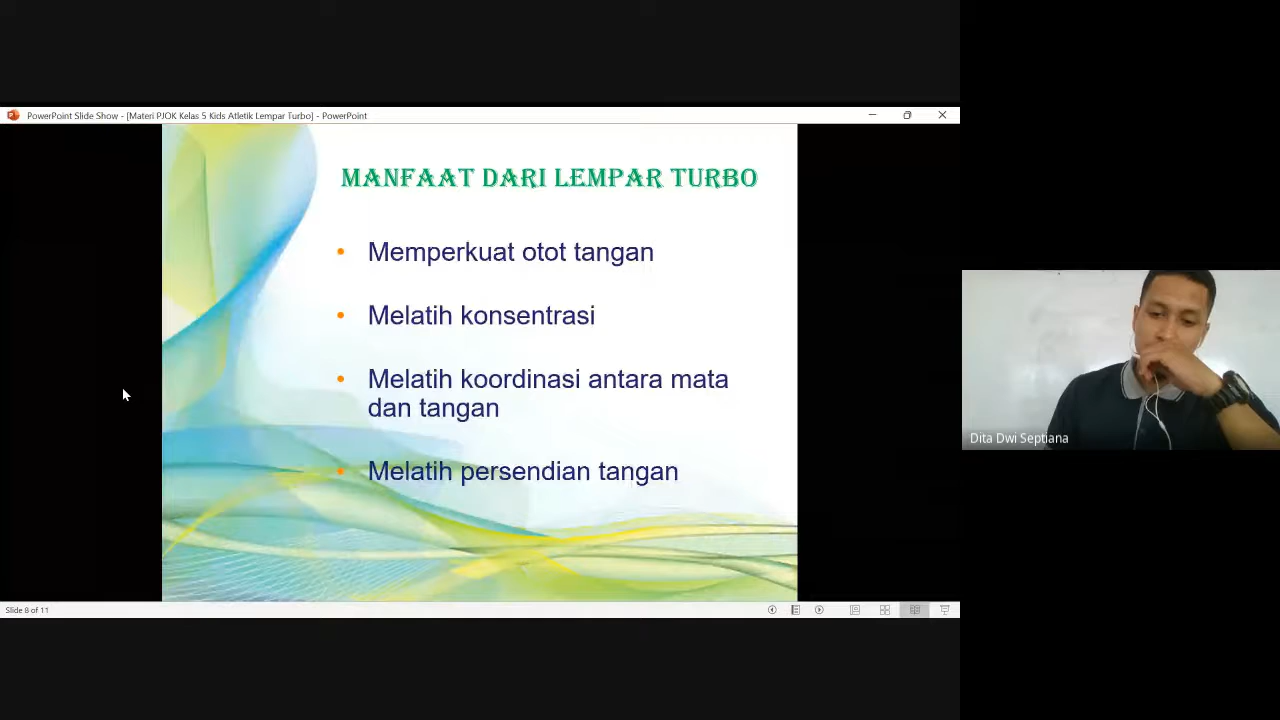 PowerPoint Slide Show - [Materi PJOK Kelas 5 Kids Atletik Lempar Turbo] - PowerPoint
MANFAAT DARI LEMPAR TURBO
• Memperkuat otot tangan
• Melatih konsentrasi
• Melatih koordinasi antara mata
dan tangan
• Melatih persendian tangan
Dita Dwi Septiana
Slide 8 of 11